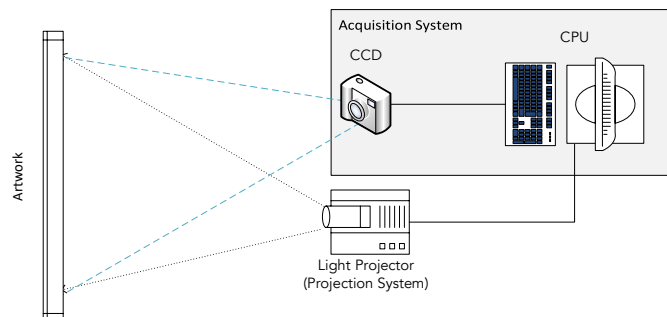 Acquisition System
CCD
CPU
Artwork
Light Projector
(Projection System)